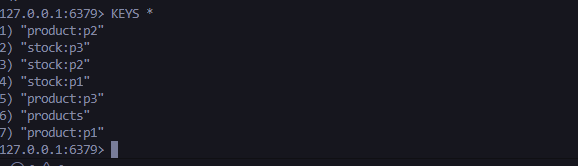 127.0.0.1:6379> KEYS *
1) "product:p2"
2) "stock:p3"
3) "stock:p2"
4) "stock:p1"
5) "product:p3"
6) "products"
7) "product:p1"
127.0.0.1:6379>